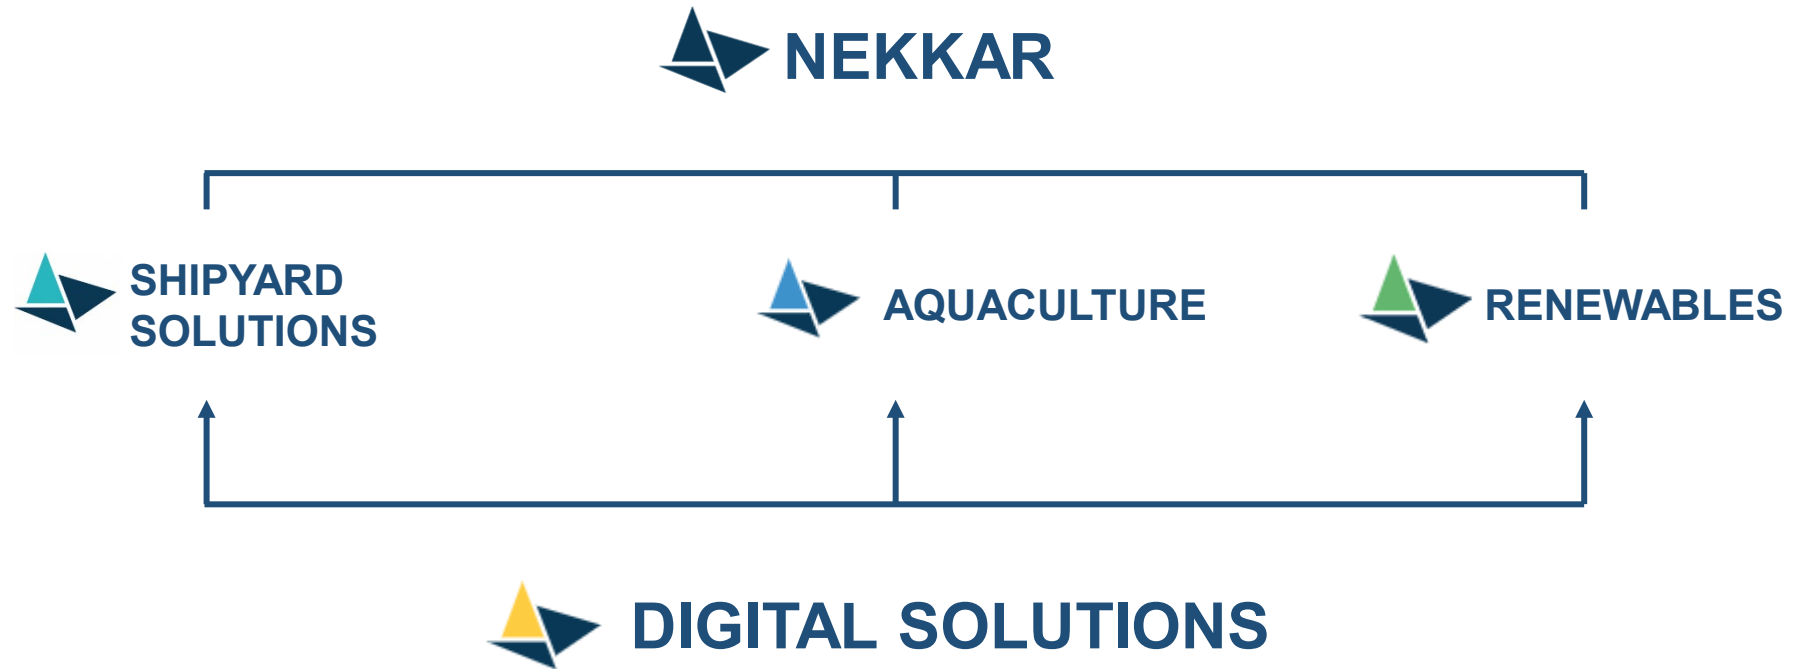 NEKKAR
SHIPYARD
SOLUTIONS
AQUACULTURE
RENEWABLES
DIGITAL SOLUTIONS